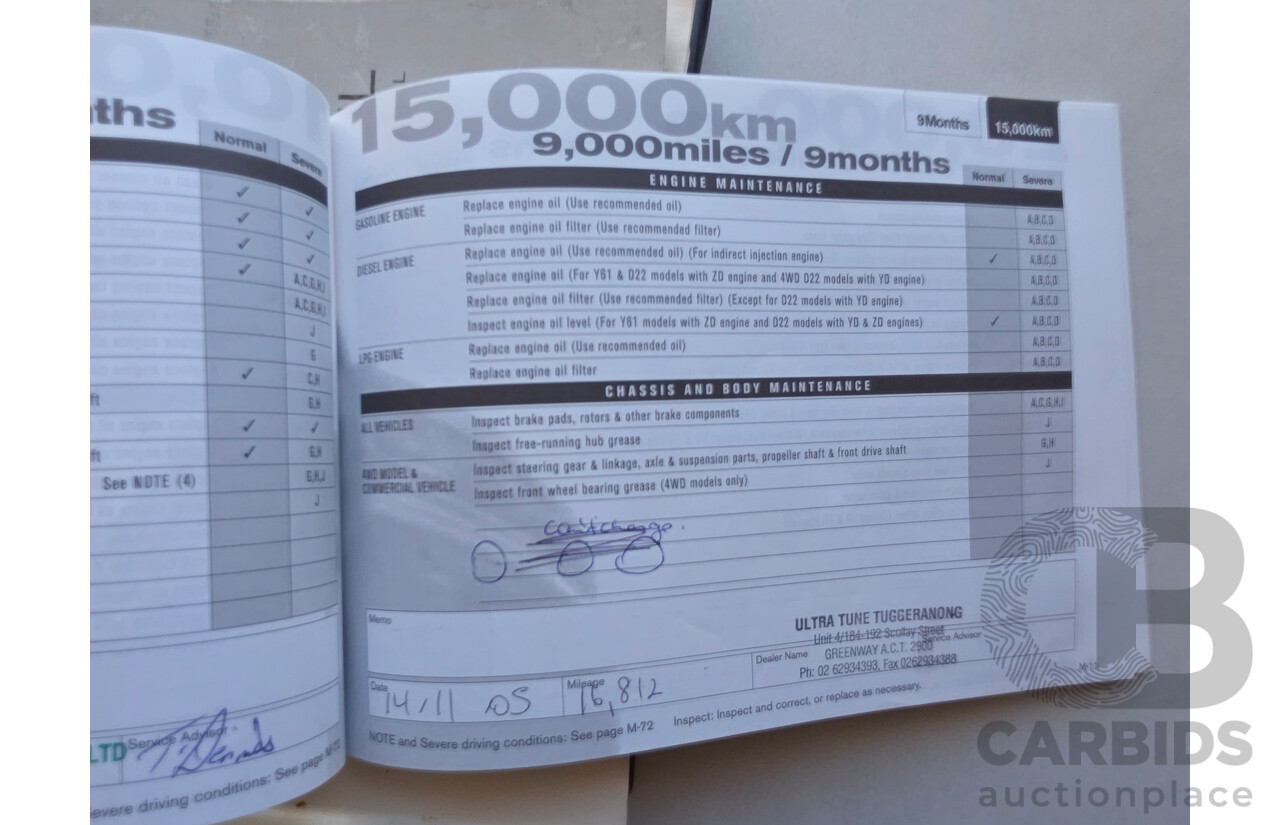 ths
Normal
Severe
✓ ✓
✓ ✓
✓ ✓
✓ A,C,G,H,I
A,C,G,H,I
J
G
✓ C,H
ft G,H
✓ ✓
ft ✓ G,H
See NOTE (4) G,H,J
J
LTD Service Advisor
evere driving conditions: See page M-72
15,000km
9,000miles / 9months
9Months 15,000km
Normal Severe
ENGINE MAINTENANCE
GASOLINE ENGINE Replace engine oil (Use recommended oil) A,B,C,D
Replace engine oil filter (Use recommended filter) A,B,C,D
DIESEL ENGINE Replace engine oil (Use recommended oil) (For indirect injection engine) ✓ A,B,C,D
Replace engine oil (For Y61 & D22 models with ZD engine and 4WD D22 models with YD engine) A,B,C,D
Replace engine oil filter (Use recommended filter) (Except for D22 models with YD engine) A,B,C,D
Inspect engine oil level (For Y61 models with ZD engine and D22 models with YD & ZD engines) ✓ A,B,C,D
LPG ENGINE Replace engine oil (Use recommended oil) A,B,C,D
Replace engine oil filter A,B,C,D
CHASSIS AND BODY MAINTENANCE
ALL VEHICLES Inspect brake pads, rotors & other brake components A,C,G,H,I
Inspect free-running hub grease J
4WD MODEL & COMMERCIAL VEHICLE Inspect steering gear & linkage, axle & suspension parts, propeller shaft & front drive shaft G,H
Inspect front wheel bearing grease (4WD models only) J
Memo
ULTRA TUNE TUGGERANONG
Unit 4/184-192 Scollay Street
Service Advisor
Dealer Name GREENWAY A.C.T. 2900
Ph: 02 62934393, Fax 0262934388
Date 14/11 05 Mileage 16,812
NOTE and Severe driving conditions: See page M-72 Inspect: Inspect and correct, or replace as necessary.
CB
CARBIDS
auctionplace